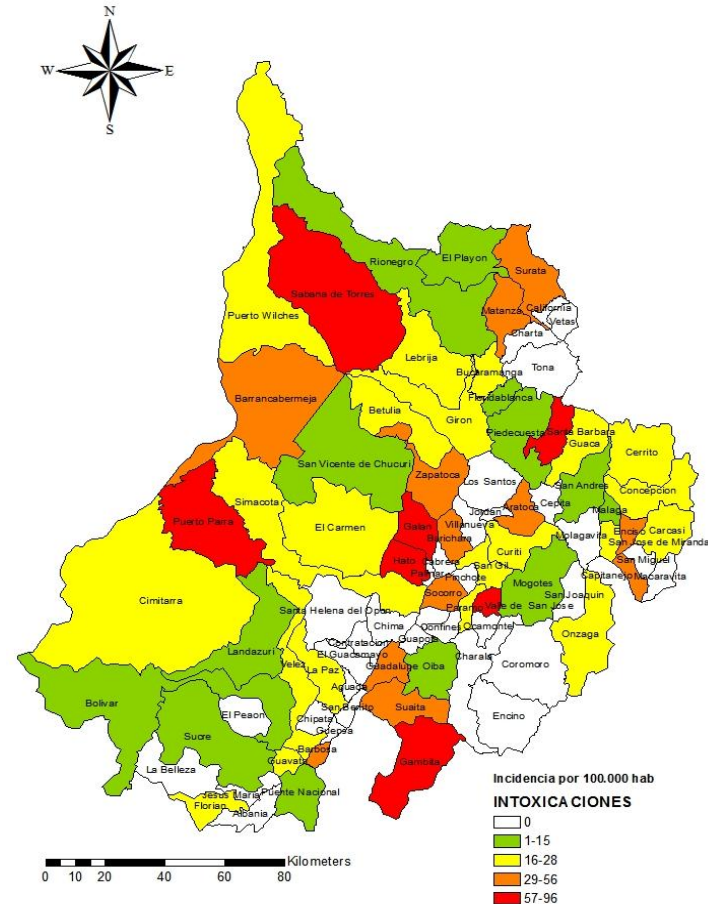 N
W E
S
Rionegro
El Playon
Surata
Sabana de Torres
Puerto Wilches
Matanza
California
Vetas
Charta
Lebrija
Tona
Bucaramanga
Floridablanca
Barrancabermeja
Betulia
Giron
Piedecuesta
Santa Barbara
Guaca
Cerrito
San Vicente de Chucuri
Zapatoca
Los Santos
San Andres
Concepcion
Simacota
Puerto Parra
El Carmen
Galan
Villanueva
Barichara
Jordan
Aratoca
Cepita
Malaga
Enciso
Carcasi
San Jose de Miranda
Molagavita
Hato
Cabrera
Palmar
Curiti
San Gil
Pinchote
San Miguel
Capitanejo
Macaravita
Cimitarra
Socorro
Paramo
Valle de San Jose
Mogotes
San Joaquin
Santa Helena del Opon
Chima
Confines
Ocamonte
Onzaga
Contratacion
Guapota
Landazuri
El Guacamayo
Velez
La Paz
Guadalupe
Oiba
Charala
Coromoro
Aguada
San Benito
Suaita
Bolivar
El Peaon
Chipata
Guepsa
Encino
Sucre
Barbosa
Guavata
Gambita
La Belleza
Jesus Maria
Florian
Puente Nacional
Albania
Incidencia por 100.000 hab
INTOXICACIONES
0
1-15
16-28
29-56
57-96
Kilometers
0 10 20 40 60 80